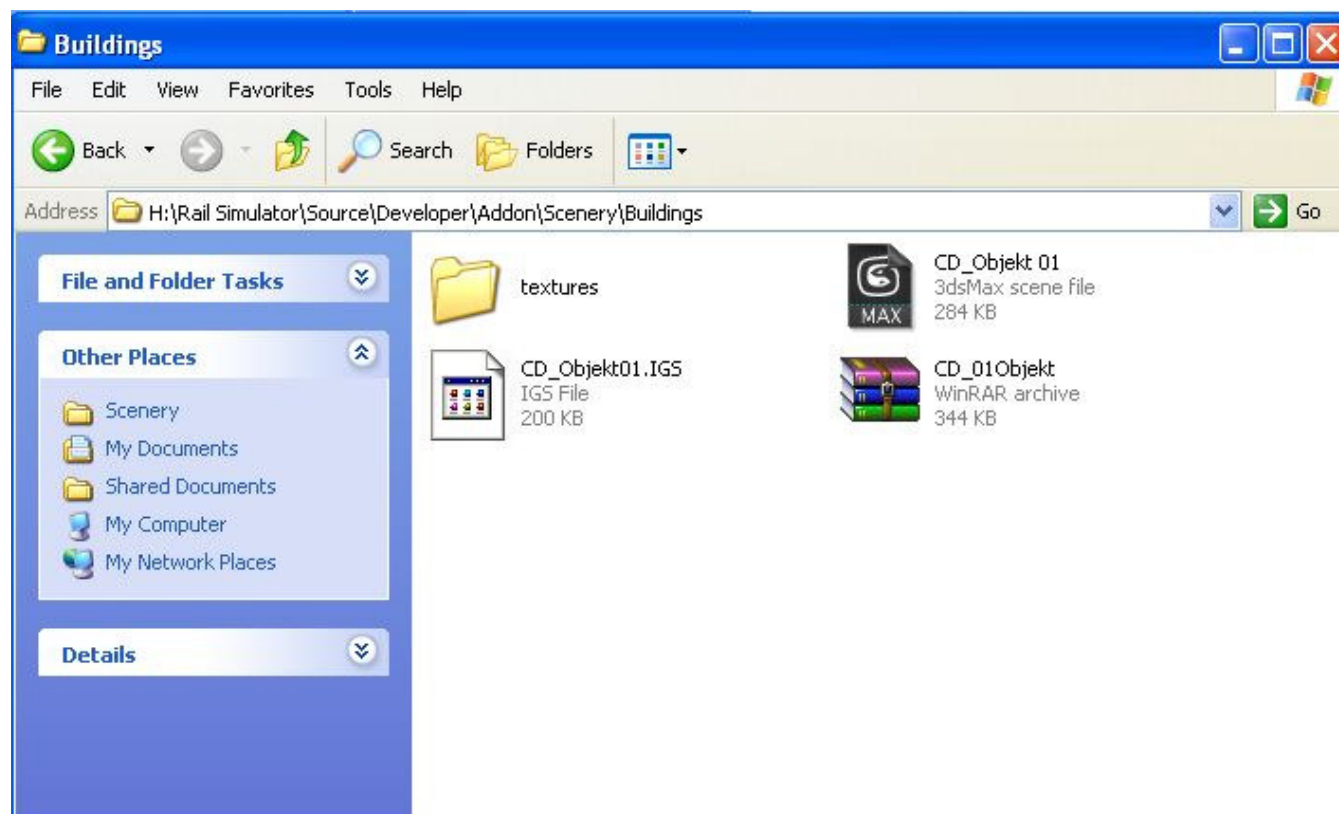 Buildings
File Edit View Favorites Tools Help
Back Search Folders
Address H:\Rail Simulator\Source\Developer\Addon\Scenery\Buildings Go
File and Folder Tasks
Other Places
Scenery
My Documents
Shared Documents
My Computer
My Network Places
Details
textures
CD_Objekt 01
3dsMax scene file
284 KB
MAX
CD_Objekt01.IGS
IGS File
200 KB
CD_01Objekt
WinRAR archive
344 KB